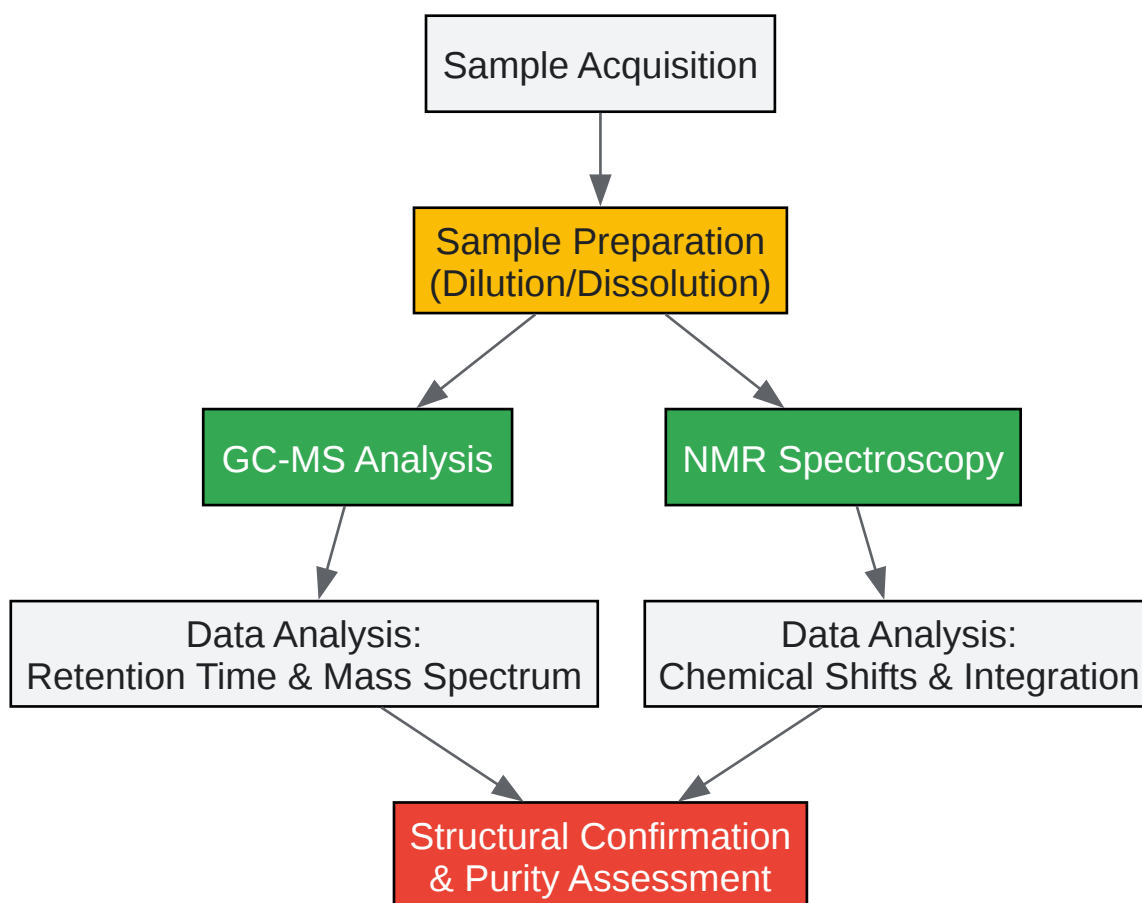 Sample Acquisition
Sample Preparation
(Dilution/Dissolution)
GC-MS Analysis
NMR Spectroscopy
Data Analysis:
Retention Time & Mass Spectrum
Data Analysis:
Chemical Shifts & Integration
Structural Confirmation
& Purity Assessment